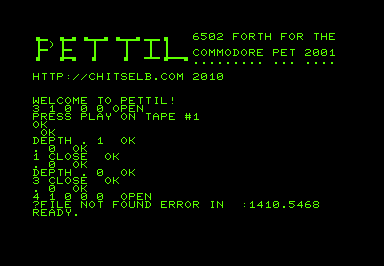 PETTIL
6502 FORTH FOR THE
COMMODORE PET 2001
HTTP://CHITSELB.COM 2010
WELCOME TO PETTIL!
3 1 0 0 0 OPEN
PRESS PLAY ON TAPE #1
OK
OK
DEPTH . 1  OK
. 0  OK
1 CLOSE  OK
. 0  OK
DEPTH . 0  OK
3 CLOSE  OK
. 0  OK
4 1 0 0 0  OPEN
?FILE NOT FOUND ERROR IN  :1410.5468
READY.